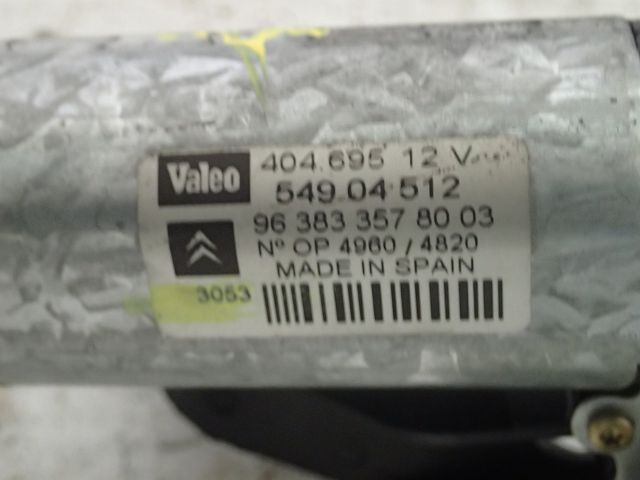 Valeo 404.695 12 V
549.04.512
96 383 357 80 03
Nº OP 4960 / 4820
MADE IN SPAIN
3053